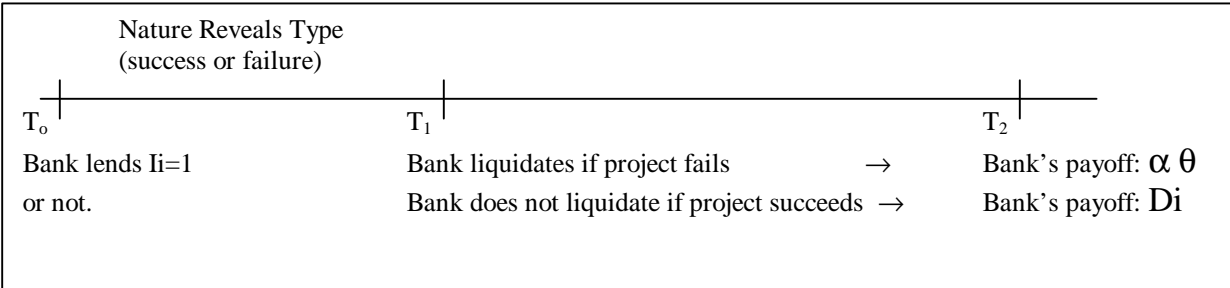 Nature Reveals Type
(success or failure)
To T1 T2
Bank lends Ii=1 Bank liquidates if project fails → Bank's payoff: α θ
or not. Bank does not liquidate if project succeeds → Bank's payoff: Di